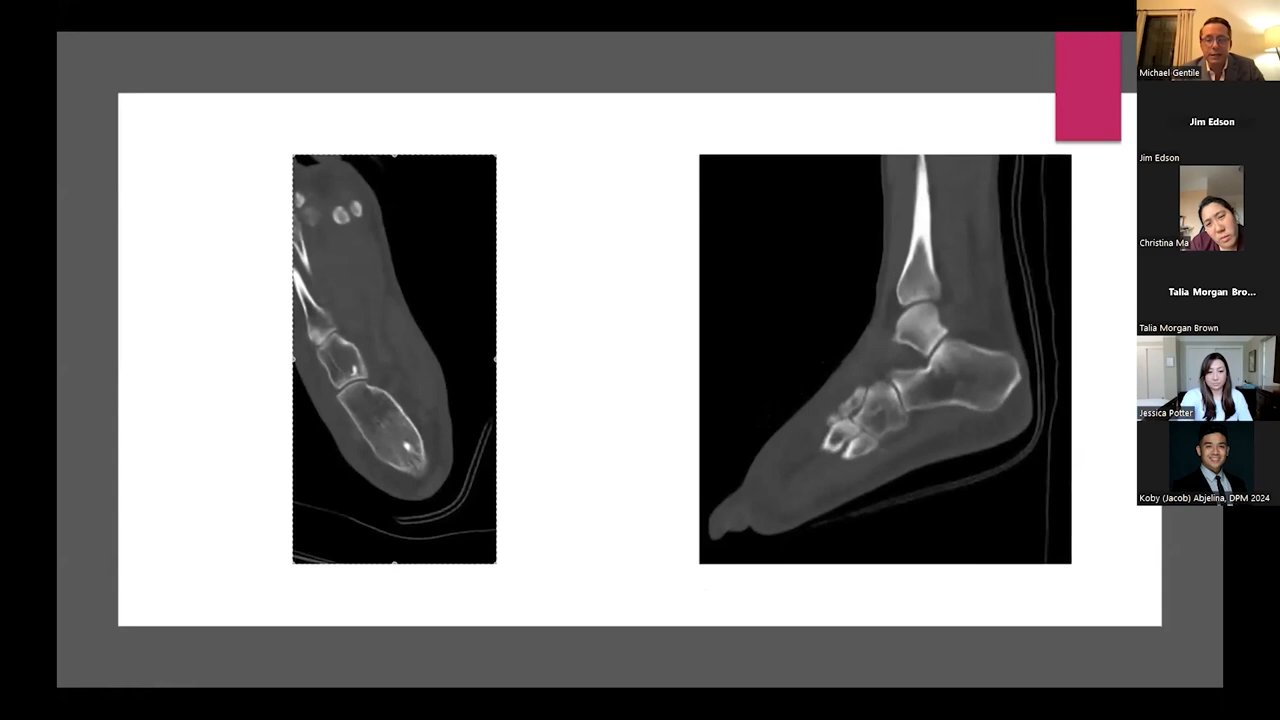 Michael Gentile
Jim Edson
Jim Edson
Christina Ma
Talia Morgan Bro...
Talia Morgan Brown
Jessica Potter
Koby (Jacob) Abjelina, DPM 2024